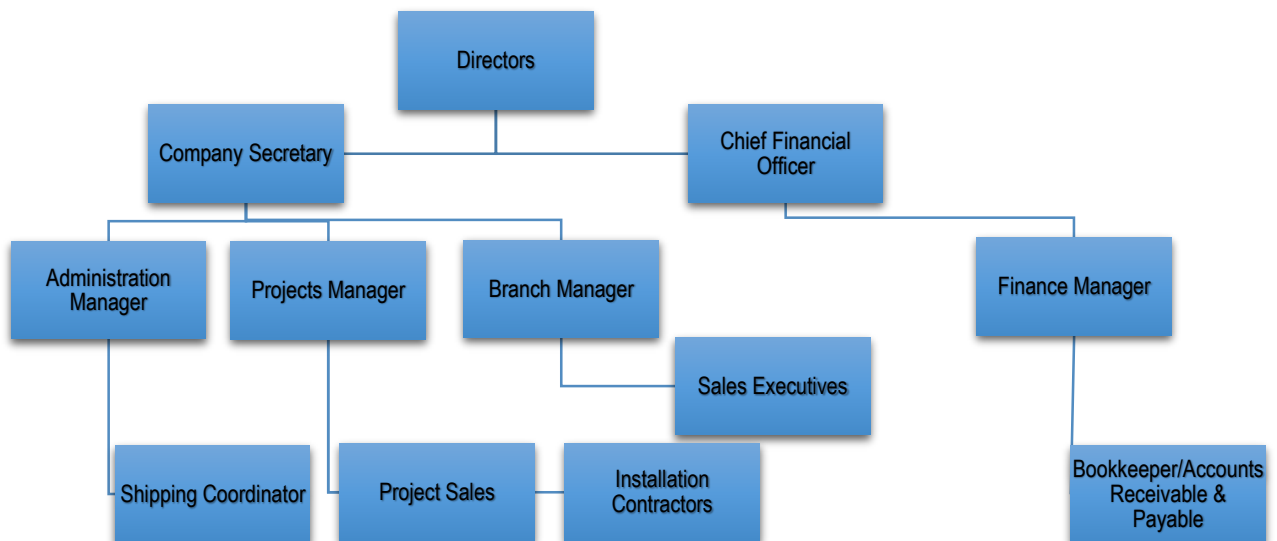 Directors
Company Secretary
Chief Financial
Officer
Administration
Manager
Projects Manager
Branch Manager
Finance Manager
Sales Executives
Shipping Coordinator
Project Sales
Installation
Contractors
Bookkeeper/Accounts
Receivable &
Payable